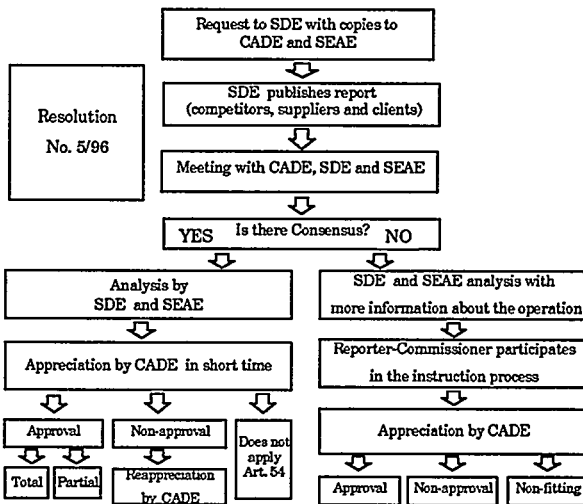 Request to SDE with copies to
CADE and SEAE
Resolution
No. 5/96
SDE publishes report
(competitors, suppliers and clients)
Meeting with CADE, SDE and SEAE
YES Is there Consensus? NO
Analysis by
SDE and SEAE
SDE and SEAE analysis with
more information about the operation
Appreciation by CADE in short time
Reporter-Commissioner participates
in the instruction process
Approval
Non-approval
Does not
apply
Art. 54
Total
Partial
Reappreciation
by CADE
Appreciation by CADE
Approval
Non-approval
Non-fitting